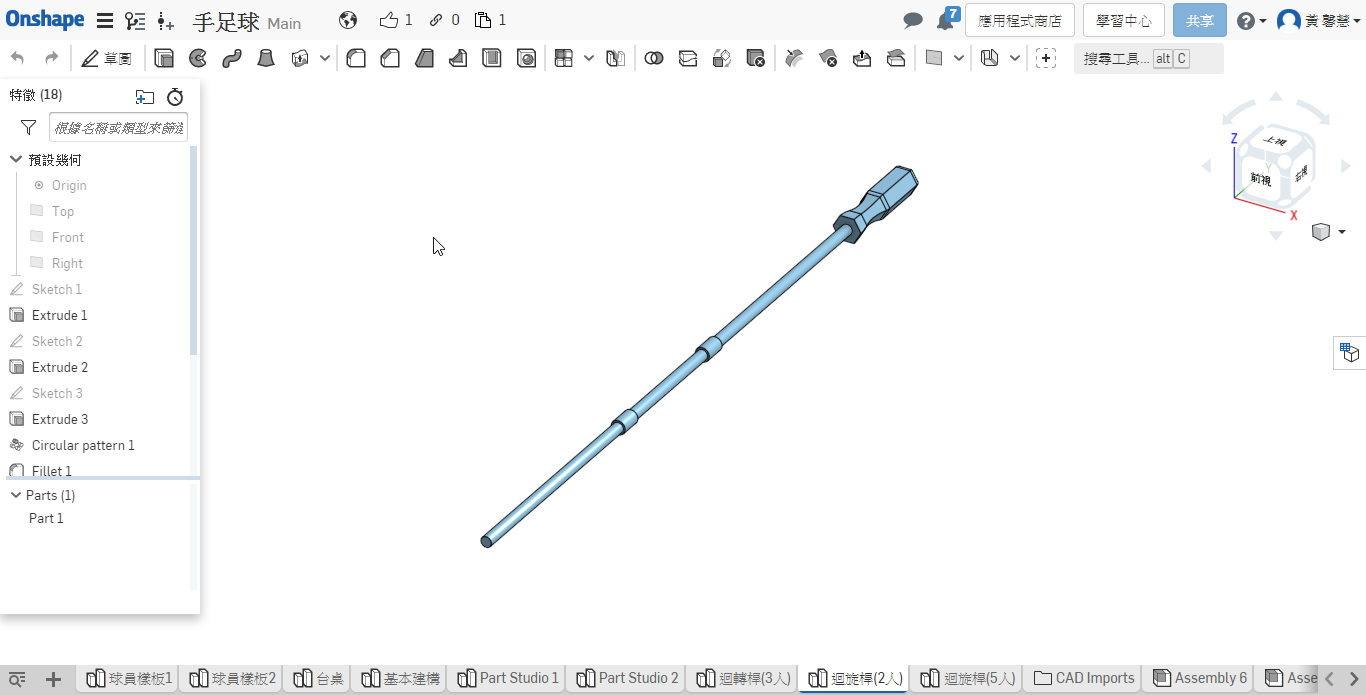 Onshape 手足球 Main 1 0 1 7 應用程式商店 學習中心 共享 黃馨慧
草圖 搜尋工具... alt C
特徵 (18)
根據名稱或類型來篩選
預設幾何
Origin
Top
Front
Right
Sketch 1
Extrude 1
Sketch 2
Extrude 2
Sketch 3
Extrude 3
Circular pattern 1
Fillet 1
Parts (1)
Part 1
Z
上視
Y
前視
右視
X
球員樣板1 球員樣板2 台桌 基本建構 Part Studio 1 Part Studio 2 迴轉桿(3人) 迴旋桿(2人) 迴旋桿(5人) CAD Imports Assembly 6 Asse